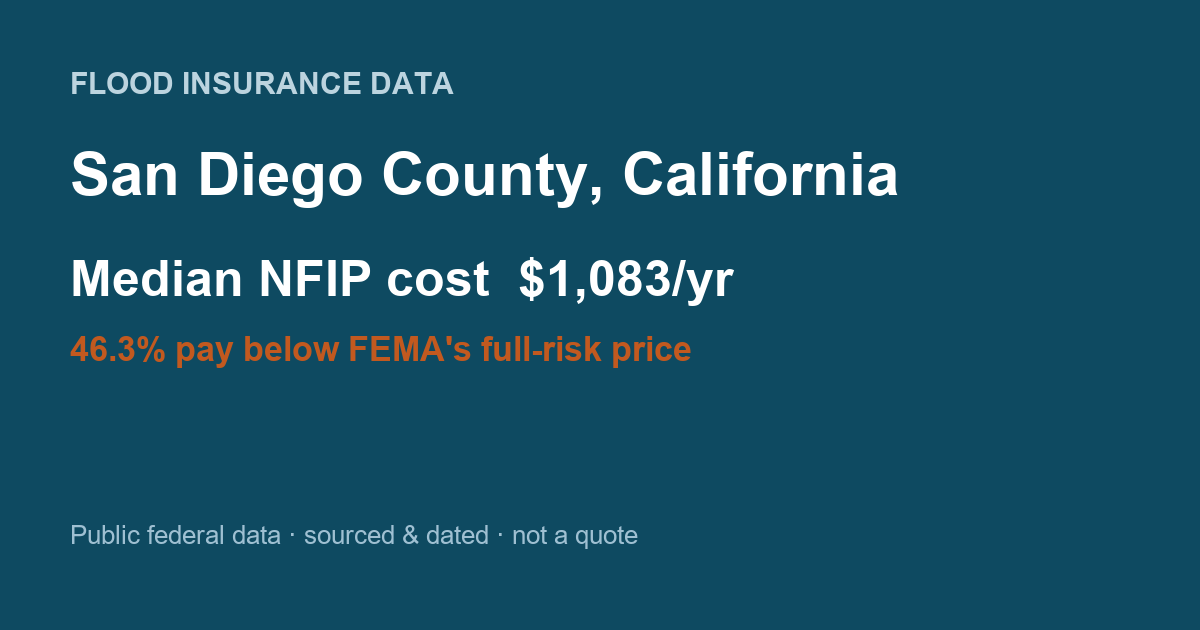 FLOOD INSURANCE DATA
San Diego County, California
Median NFIP cost  $1,083/yr
46.3% pay below FEMA's full-risk price
Public federal data · sourced & dated · not a quote